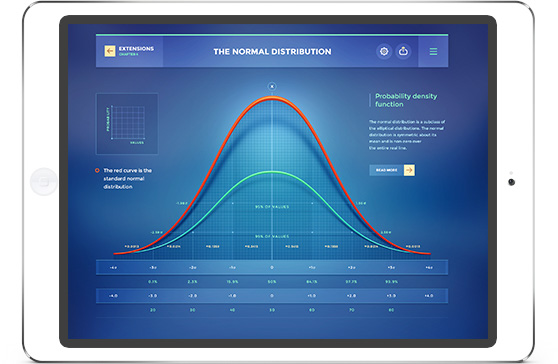 EXTENSIONS
CHAPTER 1
THE NORMAL DISTRIBUTION
PROBABILITY
VALUES
The red curve is the
standard normal
distribution
Probability density
function
The normal distribution is a subclass of
the elliptical distributions. The normal
distribution is symmetric about its
mean and is non-zero over
the entire real line.
READ MORE
95% OF VALUES
99% OF VALUES
-4σ -3σ -2σ -1σ 0 +1σ +2σ +3σ +4σ
0.1% 2.3% 15.9% 50% 84.1% 97.7% 99.9%
-4.0 -3.0 -2.0 -1.0 0 +1.0 +2.0 +3.0 +4.0
20 30 40 50 60 70 80